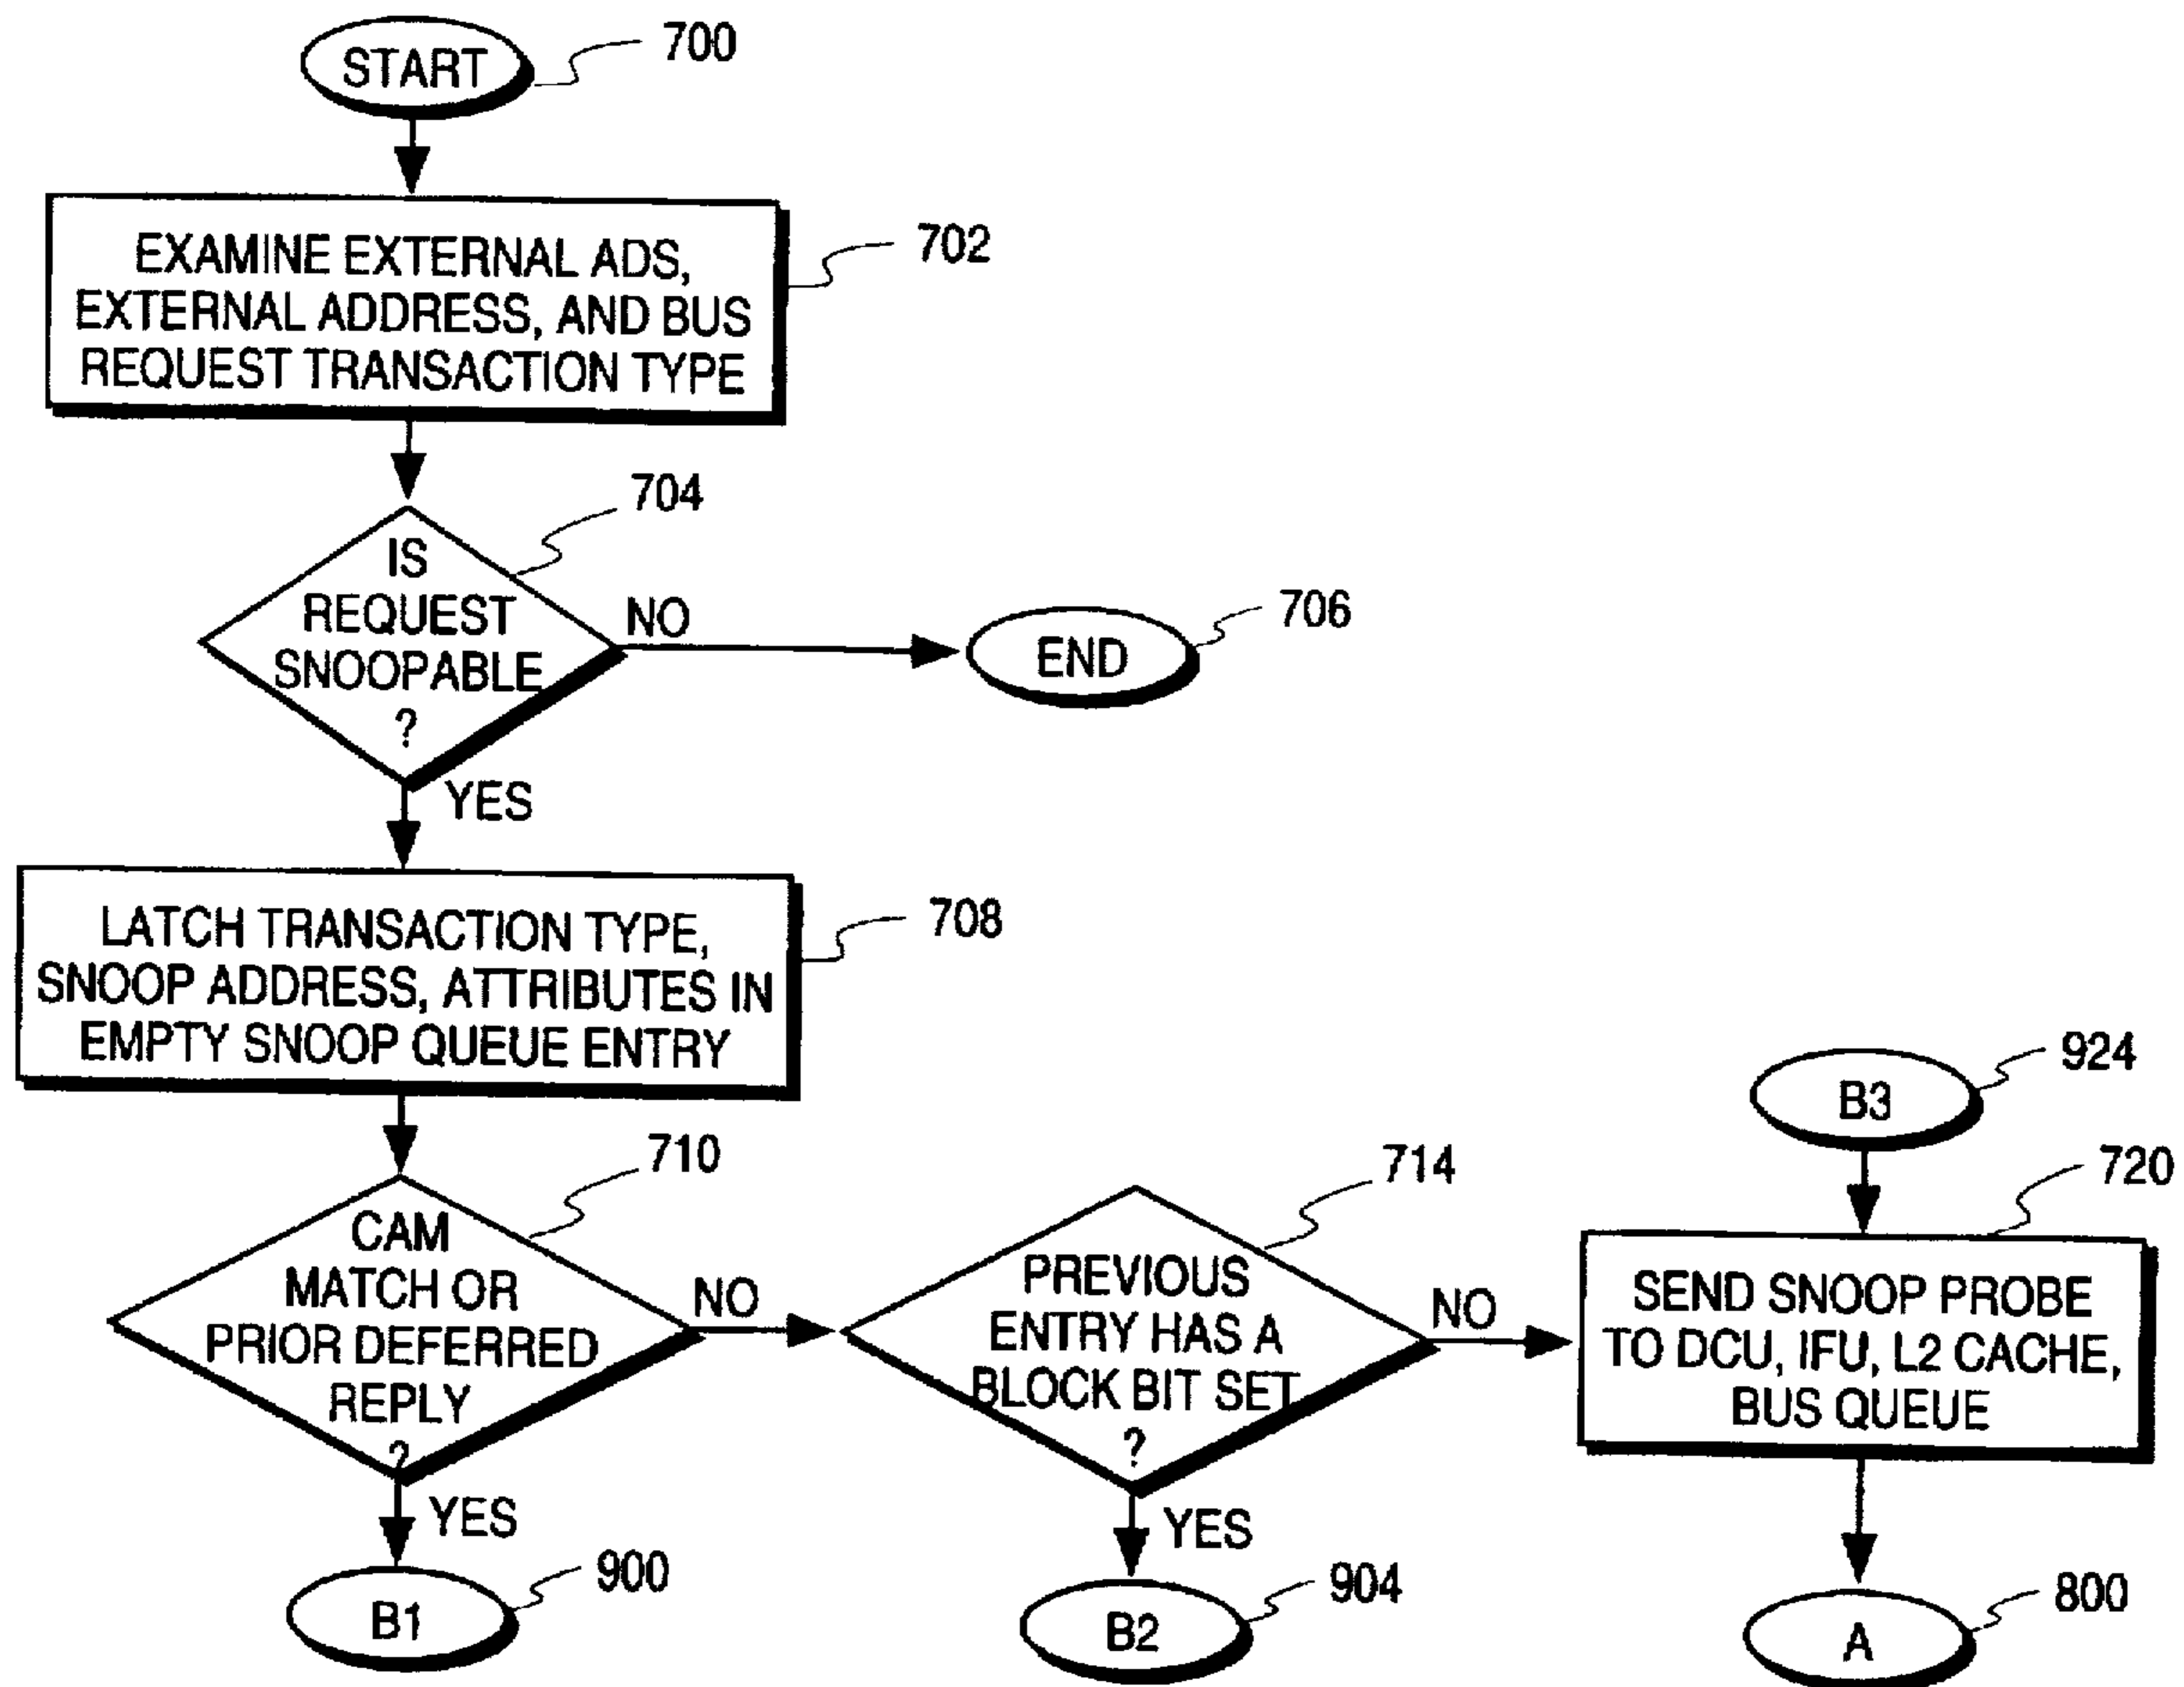 START
700
EXAMINE EXTERNAL ADS,
EXTERNAL ADDRESS, AND BUS
REQUEST TRANSACTION TYPE
702
IS
REQUEST
SNOOPABLE
?
704
NO
END
706
YES
LATCH TRANSACTION TYPE,
SNOOP ADDRESS, ATTRIBUTES IN
EMPTY SNOOP QUEUE ENTRY
708
CAM
MATCH OR
PRIOR DEFERRED
REPLY
?
710
NO
YES
B1
900
PREVIOUS
ENTRY HAS A
BLOCK BIT SET
?
714
NO
YES
B2
904
B3
924
SEND SNOOP PROBE
TO DCU, IFU, L2 CACHE,
BUS QUEUE
720
A
800